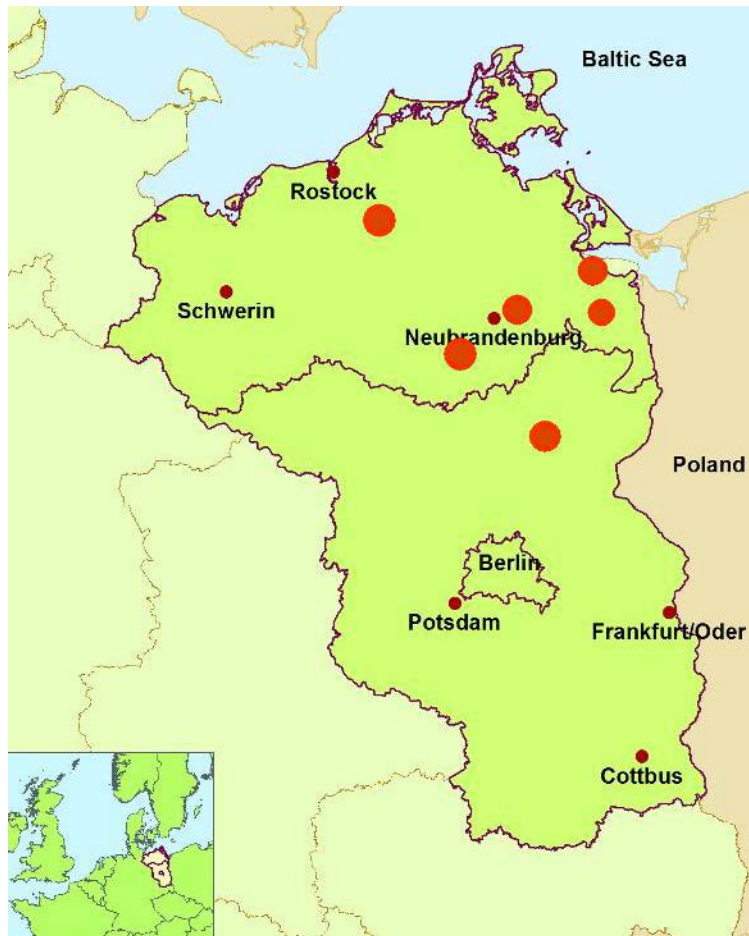 Baltic Sea
Rostock
Schwerin
Neubrandenburg
Poland
Berlin
Potsdam
Frankfurt/Oder
Cottbus